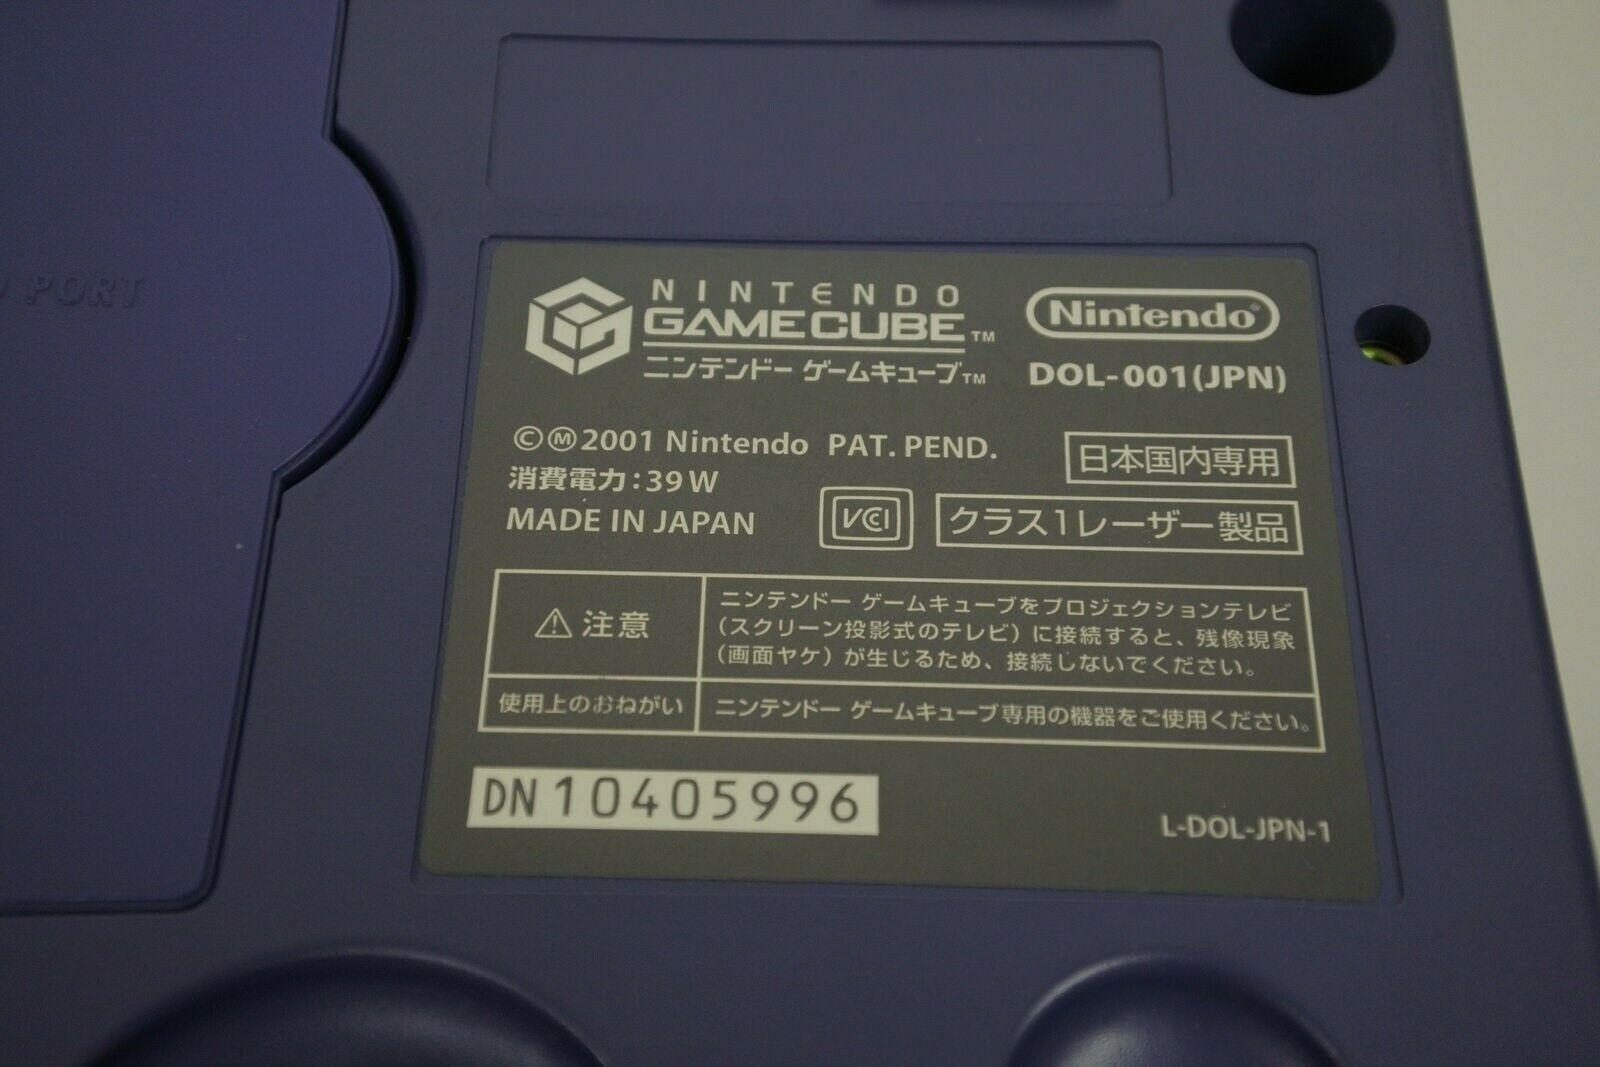 PORT
NINTENDO
GAMECUBE™
ニンテンドー ゲームキューブ™
Nintendo®
DOL-001(JPN)
©Ⓜ2001 Nintendo PAT. PEND.
日本国内専用
消費電力:39W
MADE IN JAPAN
VCCI
クラス1レーザー製品
⚠注意
ニンテンドー ゲームキューブをプロジェクションテレビ
(スクリーン投影式のテレビ)に接続すると、残像現象
(画面ヤケ)が生じるため、接続しないでください。
使用上のおねがい
ニンテンドー ゲームキューブ専用の機器をご使用ください。
DN10405996
L-DOL-JPN-1